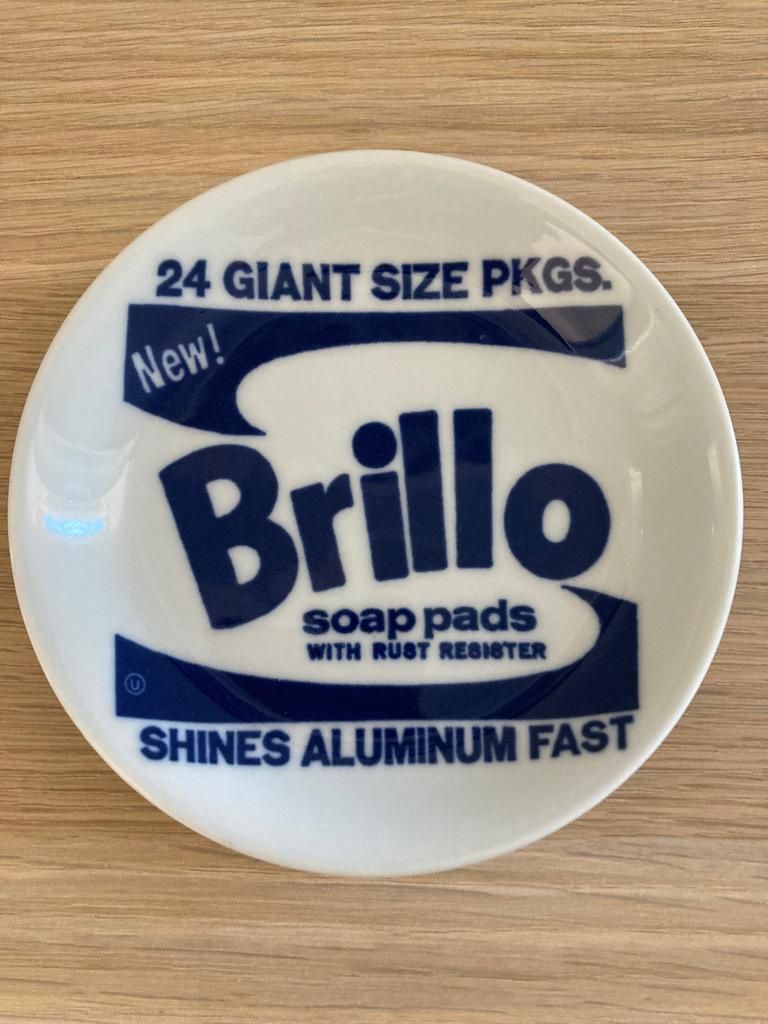 24 GIANT SIZE PKGS.
New!
Brillo
soap pads
WITH RUST RESISTER
U
SHINES ALUMINUM FAST